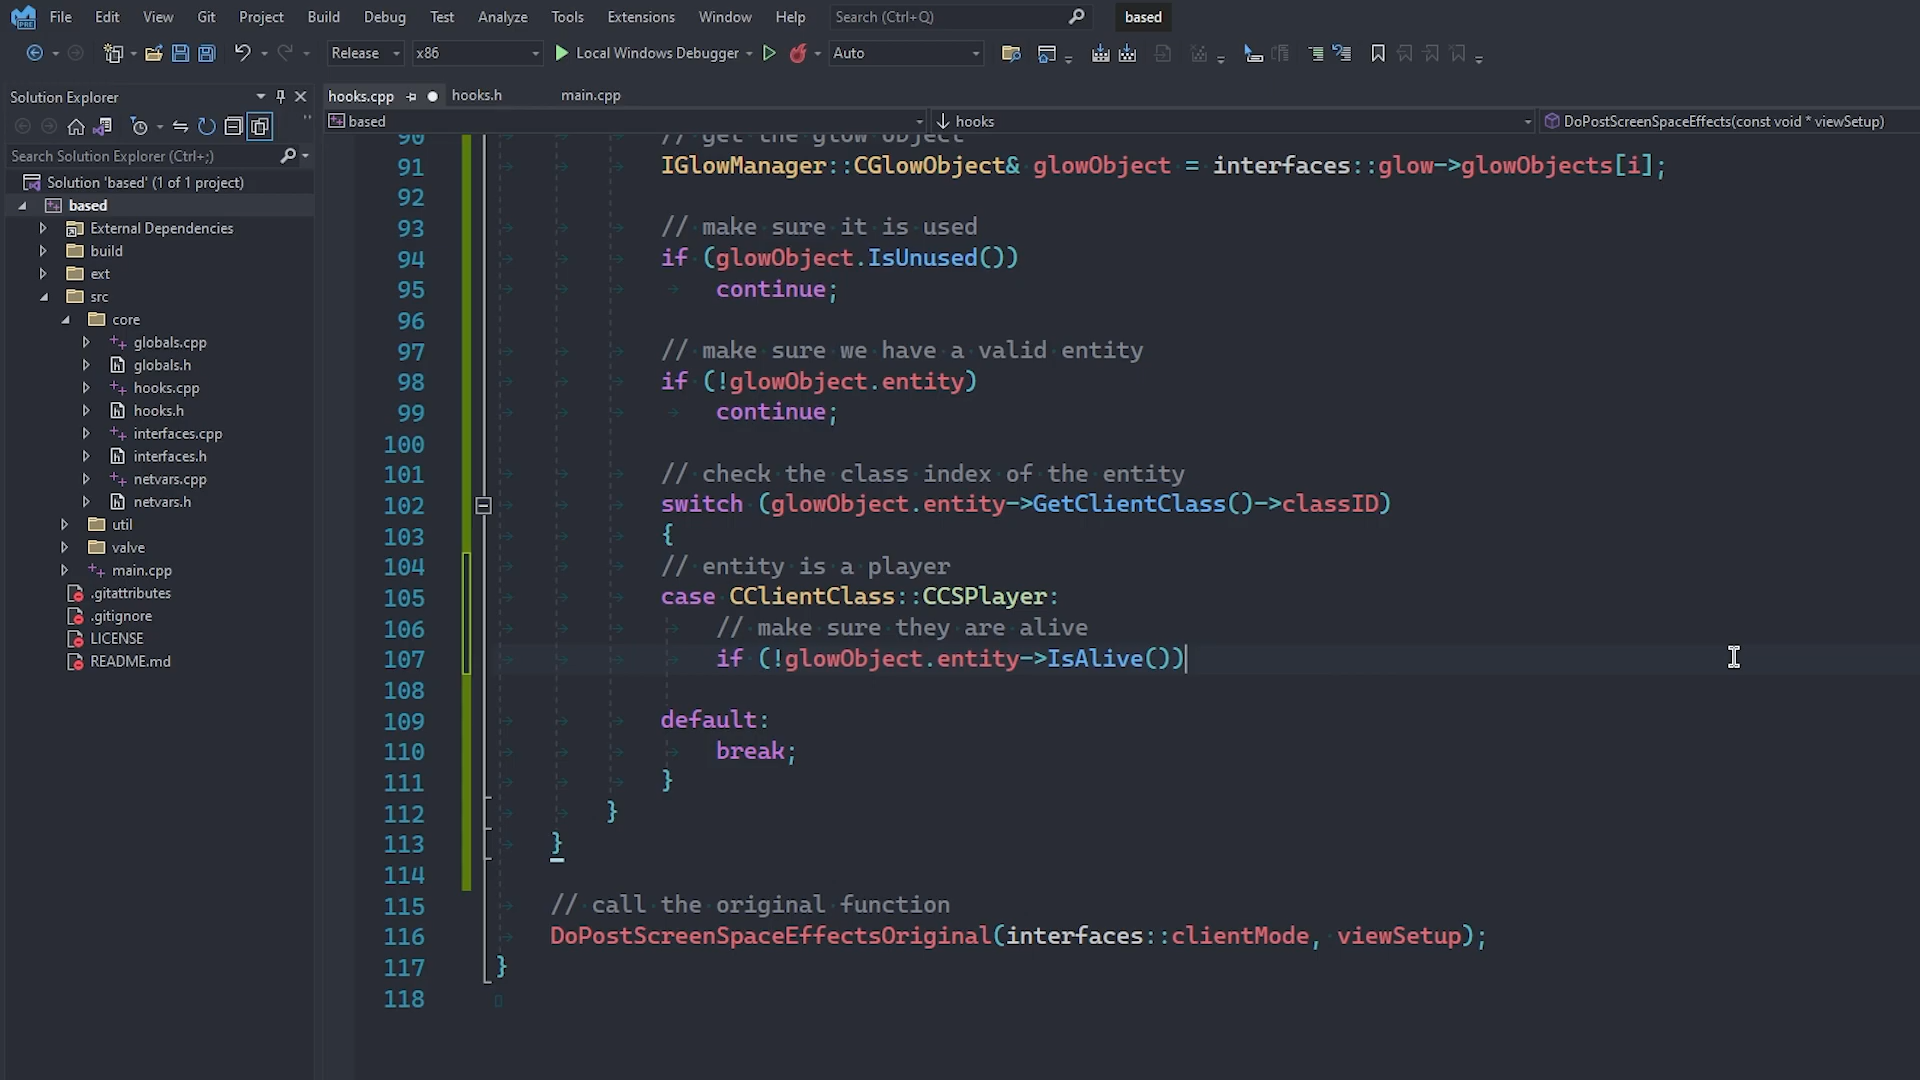 File Edit View Git Project Build Debug Test Analyze Tools Extensions Window Help Search (Ctrl+Q) based
Release x86 Local Windows Debugger Auto
Solution Explorer
Search Solution Explorer (Ctrl+;)
Solution 'based' (1 of 1 project)
based
External Dependencies
build
ext
src
core
globals.cpp
globals.h
hooks.cpp
hooks.h
interfaces.cpp
interfaces.h
netvars.cpp
netvars.h
util
valve
main.cpp
.gitattributes
.gitignore
LICENSE
README.md
hooks.cpp hooks.h main.cpp
based hooks DoPostScreenSpaceEffects(const void * viewSetup)
90 // get the glow object
91 IGlowManager::CGlowObject& glowObject = interfaces::glow->glowObjects[i];
92
93 // make sure it is used
94 if (glowObject.IsUnused())
95 continue;
96
97 // make sure we have a valid entity
98 if (!glowObject.entity)
99 continue;
100
101 // check the class index of the entity
102 switch (glowObject.entity->GetClientClass()->classID)
103 {
104 // entity is a player
105 case CClientClass::CCSPlayer:
106 // make sure they are alive
107 if (!glowObject.entity->IsAlive())
108
109 default:
110 break;
111 }
112 }
113 }
114
115 // call the original function
116 DoPostScreenSpaceEffectsOriginal(interfaces::clientMode, viewSetup);
117 }
118